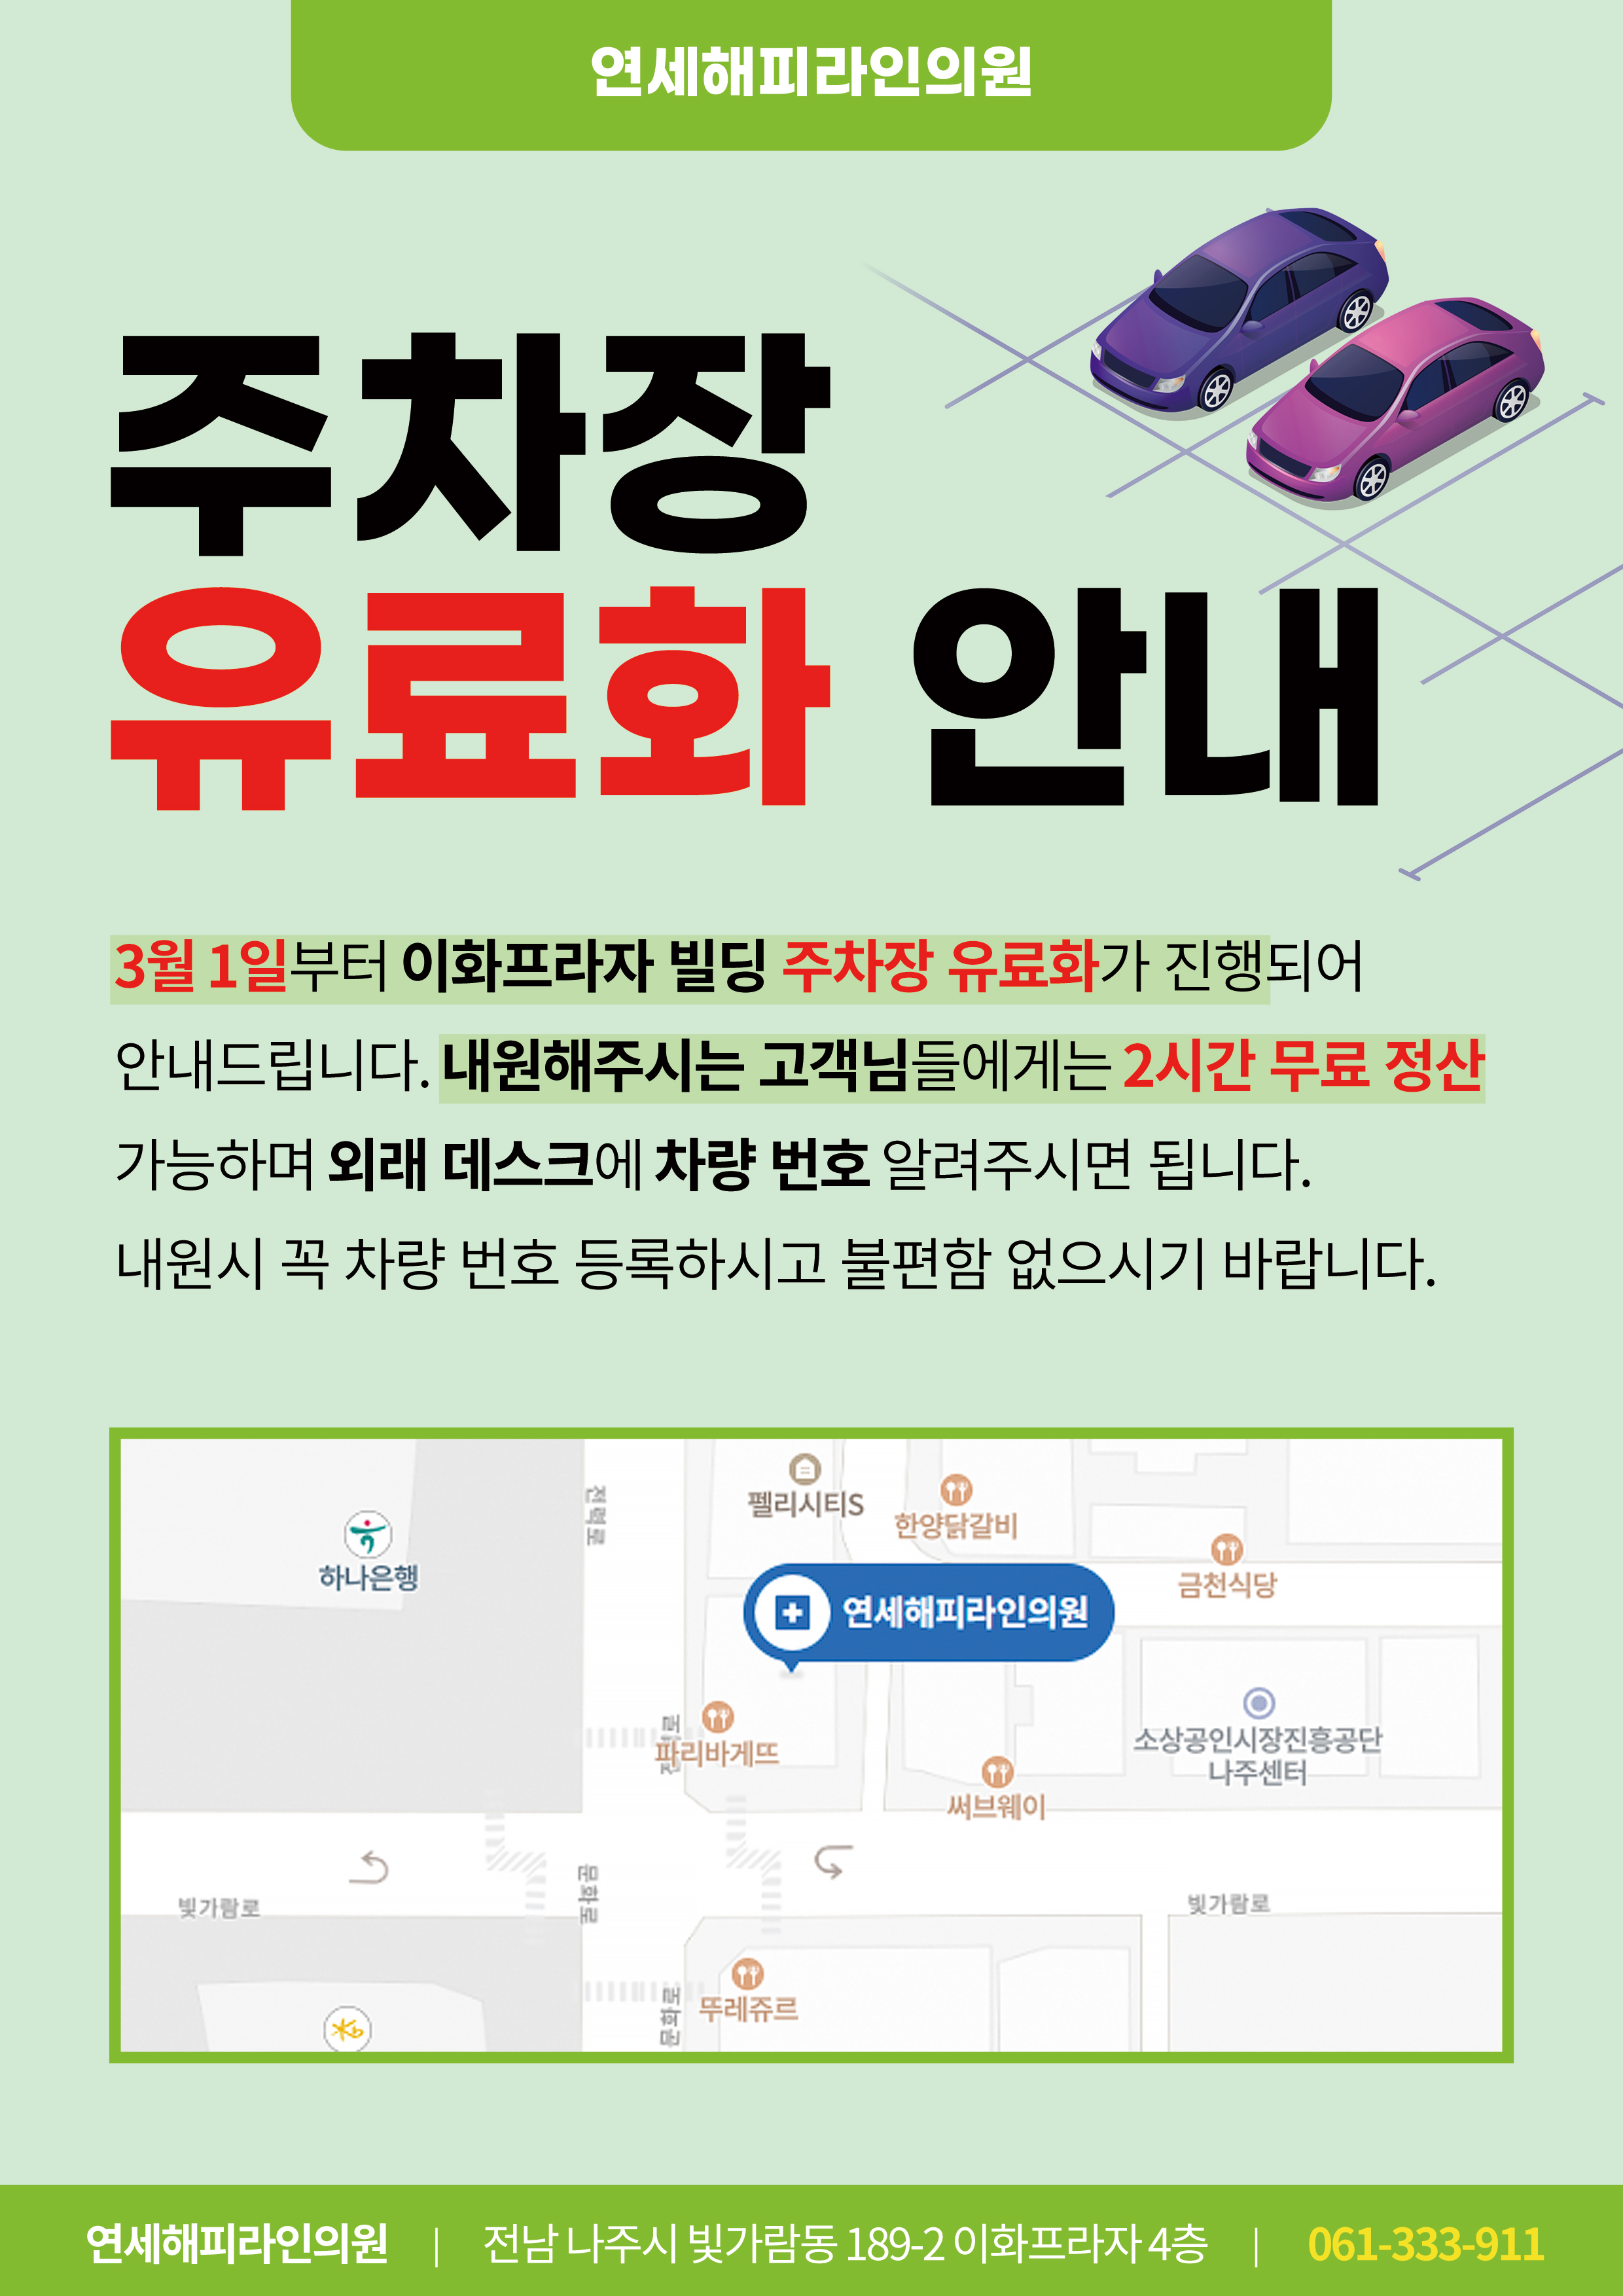 연세해피라인의원
주차장
유료화 안내
3월 1일부터 이화프라자 빌딩 주차장 유료화가 진행되어
안내드립니다. 내원해주시는 고객님들에게는 2시간 무료 정산
가능하며 외래 데스크에 차량 번호 알려주시면 됩니다.
내원시 꼭 차량 번호 등록하시고 불편함 없으시기 바랍니다.
전력로
펠리시티S
한양닭갈비
하나은행
금천식당
연세해피라인의원
파리바게뜨
소상공인시장진흥공단
나주센터
써브웨이
문화로
빛가람로
빛가람로
문화로
뚜레쥬르
연세해피라인의원 | 전남 나주시 빛가람동 189-2 이화프라자 4층 | 061-333-911